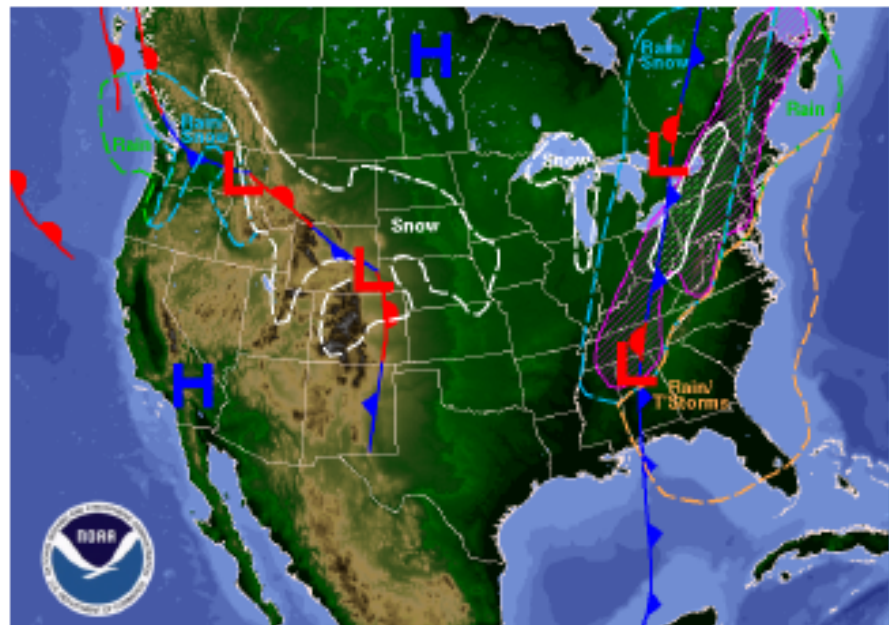 Rain/
Snow
H
Rain
Rain/
Snow
Rain
L
Snow
L
Snow
L
H
L
Rain/
T'Storms
NOAA